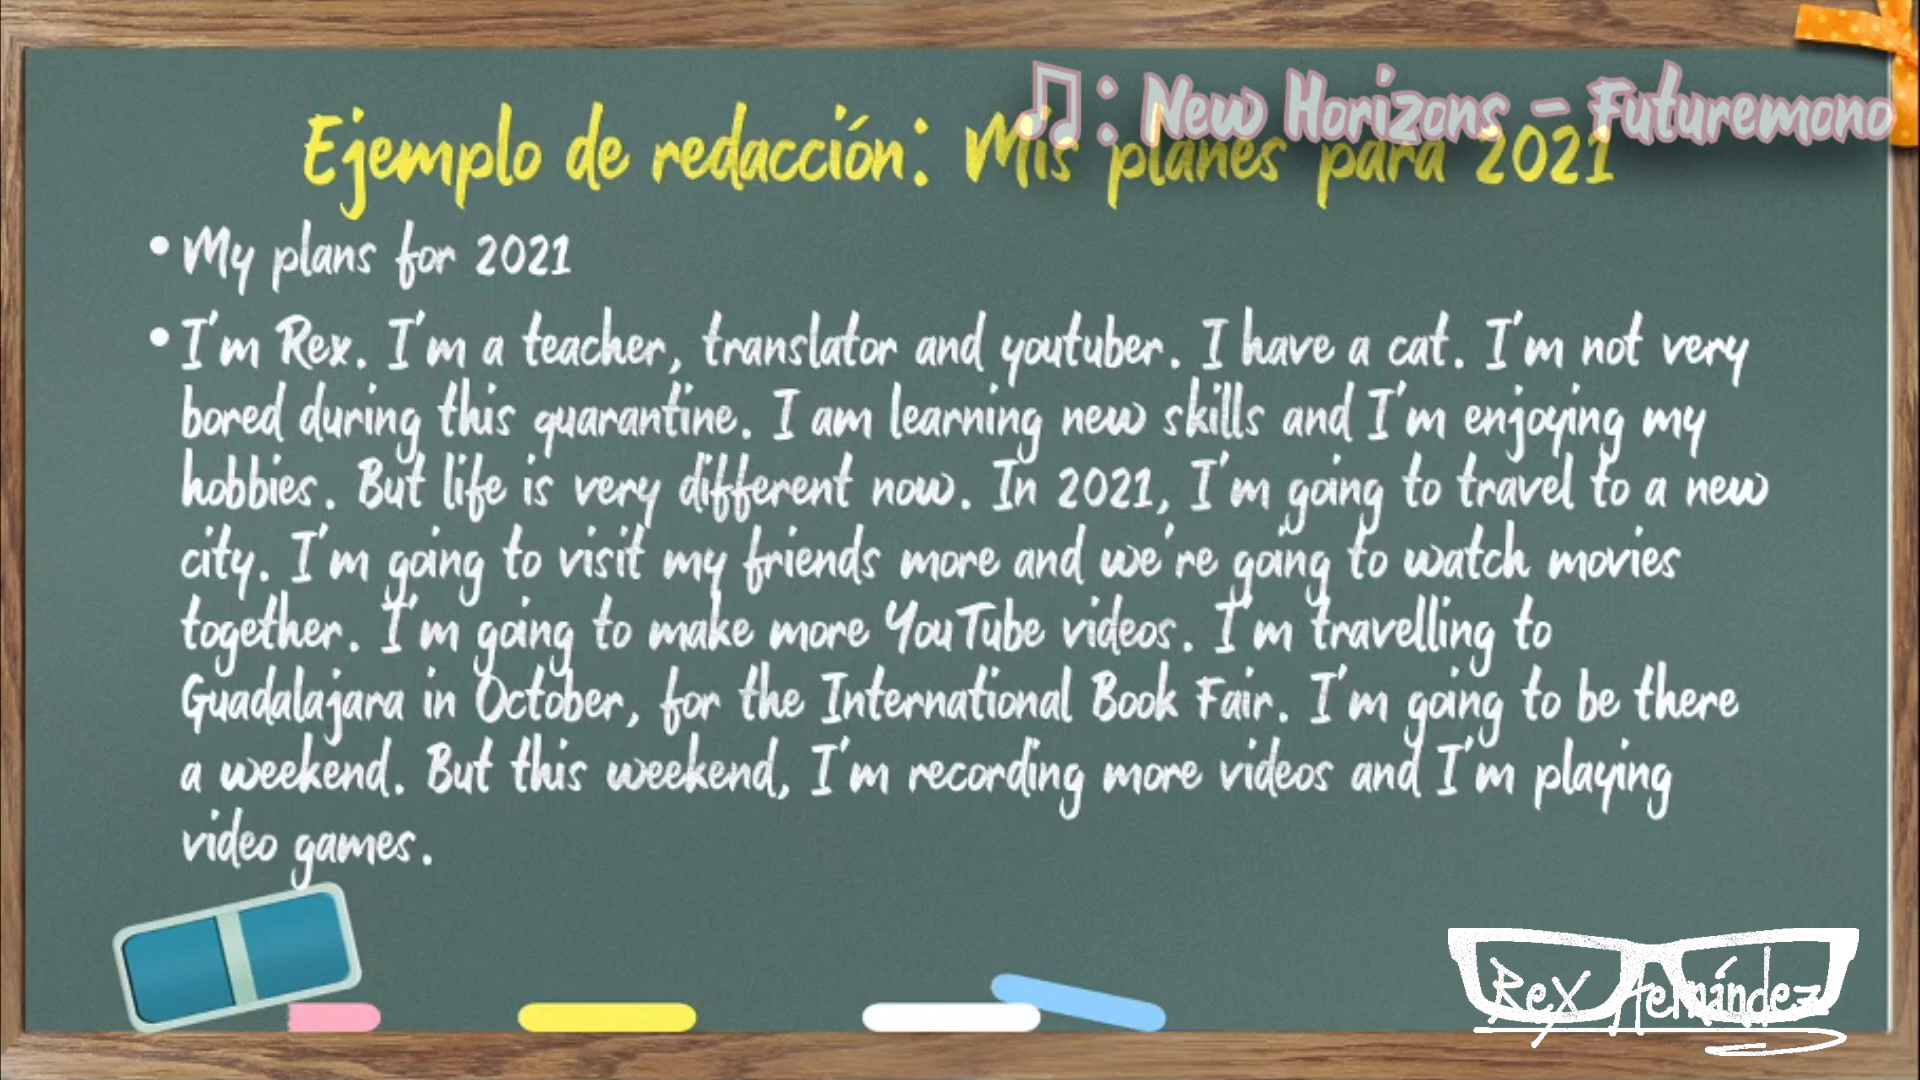 ♫: New Horizons - Futuremono
Ejemplo de redacción: Mis planes para 2021
• My plans for 2021
• I'm Rex. I'm a teacher, translator and youtuber. I have a cat. I'm not very
bored during this quarantine. I am learning new skills and I'm enjoying my
hobbies. But life is very different now. In 2021, I'm going to travel to a new
city. I'm going to visit my friends more and we're going to watch movies
together. I'm going to make more YouTube videos. I'm travelling to
Guadalajara in October, for the International Book Fair. I'm going to be there
a weekend. But this weekend, I'm recording more videos and I'm playing
video games.
Rex Hernández